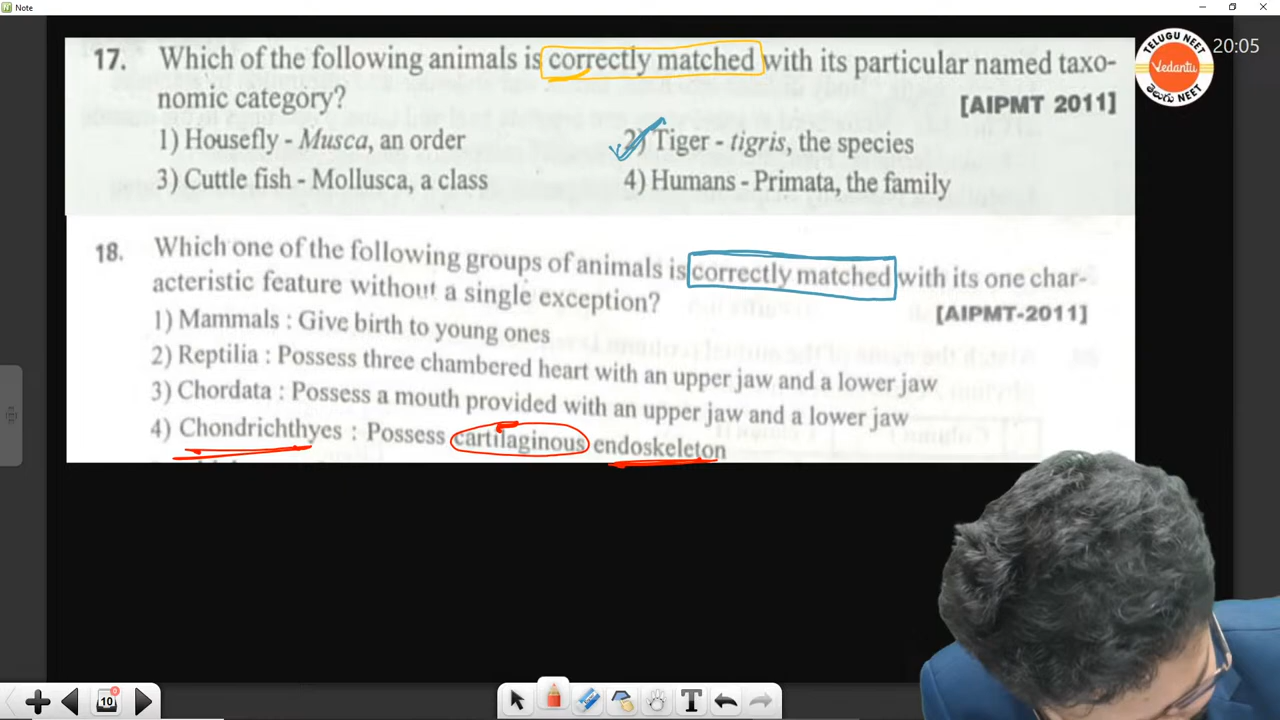 Note
20:05
TELUGU NEET
Vedantu
తెలుగు NEET
17. Which of the following animals is correctly matched with its particular named taxo-
nomic category?
[AIPMT 2011]
1) Housefly - Musca, an order
2) Tiger - tigris, the species
3) Cuttle fish - Mollusca, a class
4) Humans - Primata, the family
18. Which one of the following groups of animals is correctly matched with its one char-
acteristic feature without a single exception?
[AIPMT-2011]
1) Mammals : Give birth to young ones
2) Reptilia : Possess three chambered heart with an upper jaw and a lower jaw
3) Chordata : Possess a mouth provided with an upper jaw and a lower jaw
4) Chondrichthyes : Possess cartilaginous endoskeleton
10
0
T